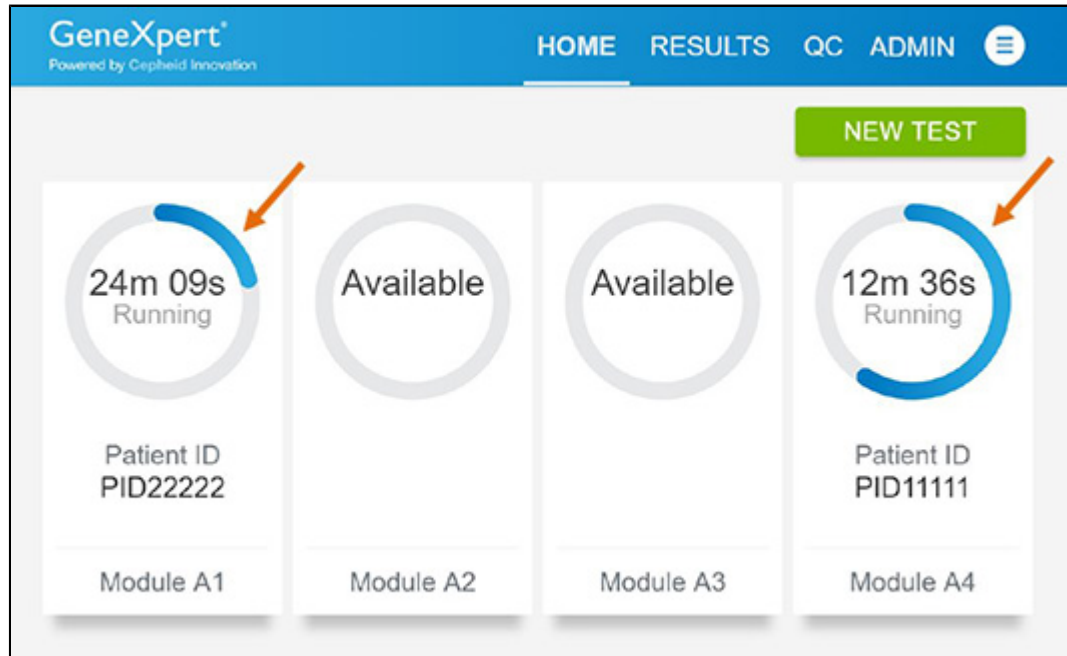 GeneXpert®
Powered by Cepheid Innovation
HOME RESULTS QC ADMIN
NEW TEST
24m 09s
Running
Patient ID
PID22222
Module A1
Available
Module A2
Available
Module A3
12m 36s
Running
Patient ID
PID11111
Module A4